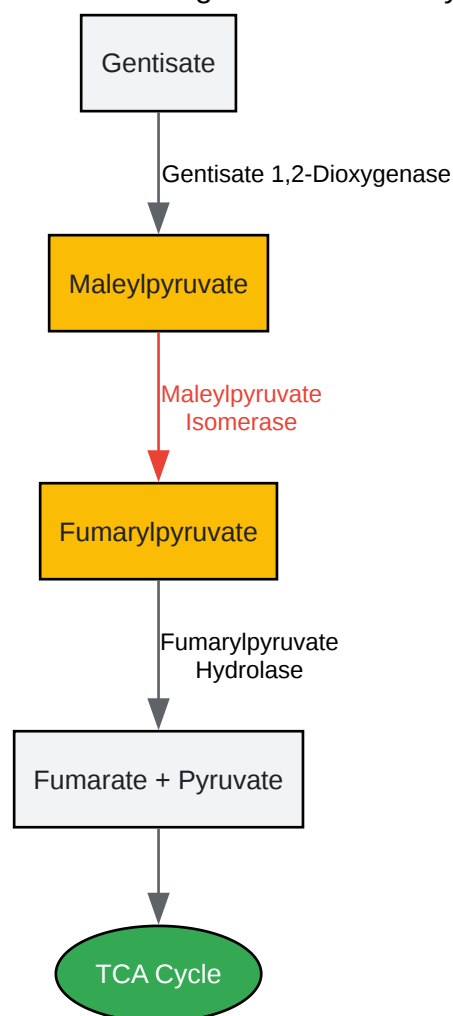 Gentisate
Gentisate 1,2-Dioxygenase
Maleylpyruvate
Maleylpyruvate
Isomerase
Fumarylpyruvate
Fumarylpyruvate
Hydrolase
Fumarate + Pyruvate
TCA Cycle